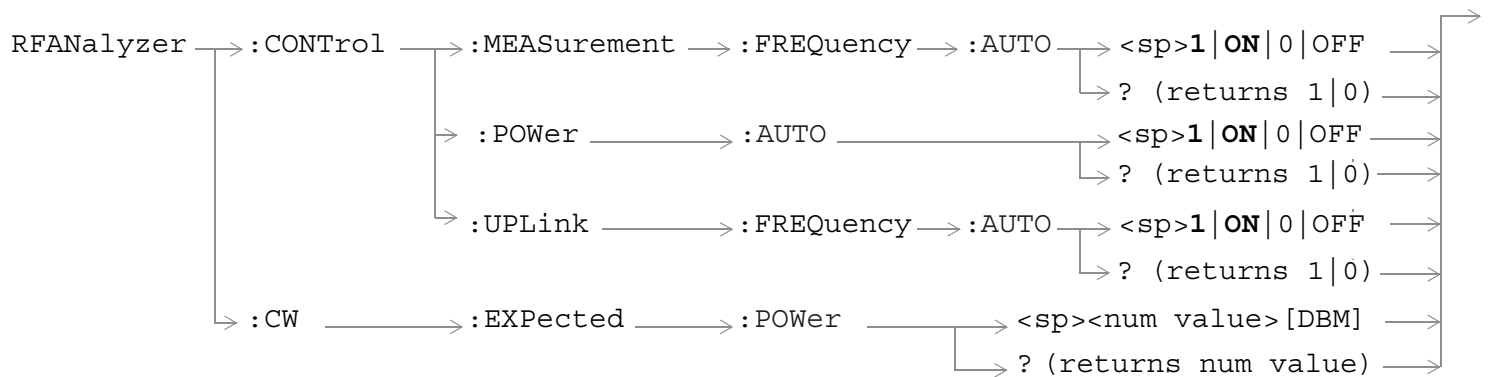 RFANalyzer :CONTrol :MEASurement :FREQuency :AUTO <sp>1|ON|0|OFF
? (returns 1|0)
:POWer :AUTO <sp>1|ON|0|OFF
? (returns 1|0)
:UPLink :FREQuency :AUTO <sp>1|ON|0|OFF
? (returns 1|0)
:CW :EXPected :POWer <sp><num value>[DBM]
? (returns num value)